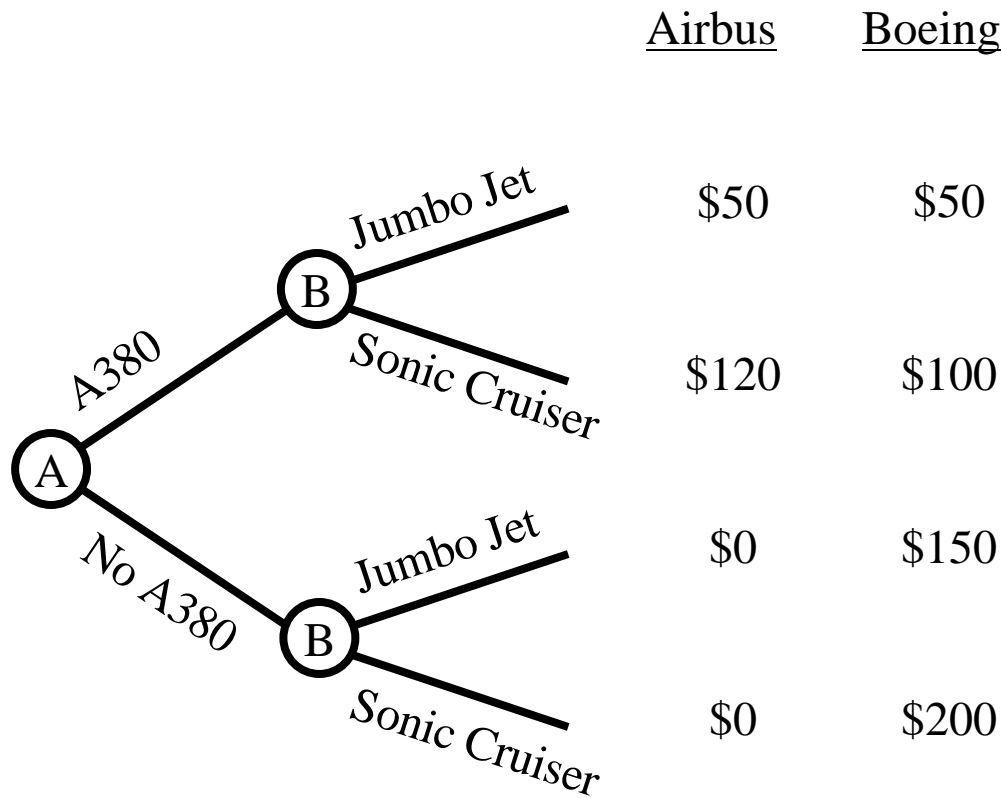 Airbus Boeing
Jumbo Jet $50 $50
B
A380 Sonic Cruiser $120 $100
A
No A380 Jumbo Jet $0 $150
B
Sonic Cruiser $0 $200